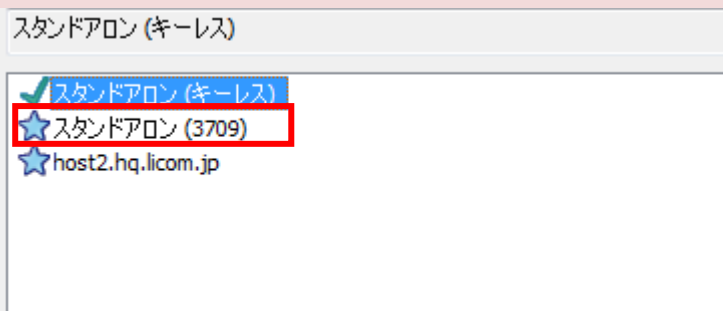 スタンドアロン (キーレス)
スタンドアロン (キーレス)
スタンドアロン (3709)
host2.hq.licom.jp